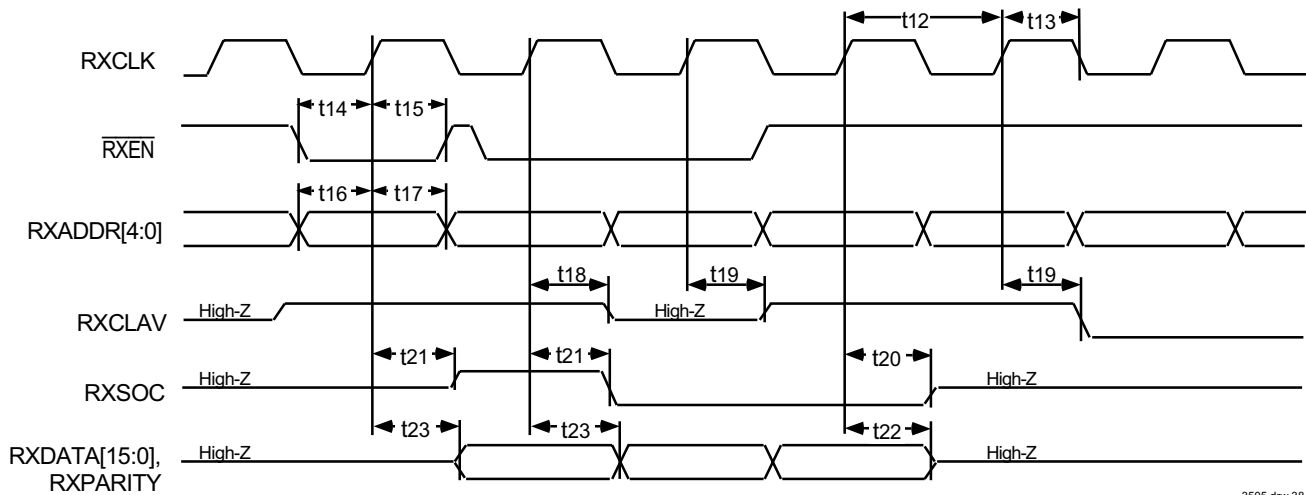 t12
t13
RXCLK
t14
t15
RXEN
t16
t17
RXADDR[4:0]
t18
t19
t19
High-Z
High-Z
RXCLAV
t21
t21
t20
High-Z
High-Z
RXSOC
t23
t23
t22
RXDATA[15:0],
RXPARITY
High-Z
High-Z